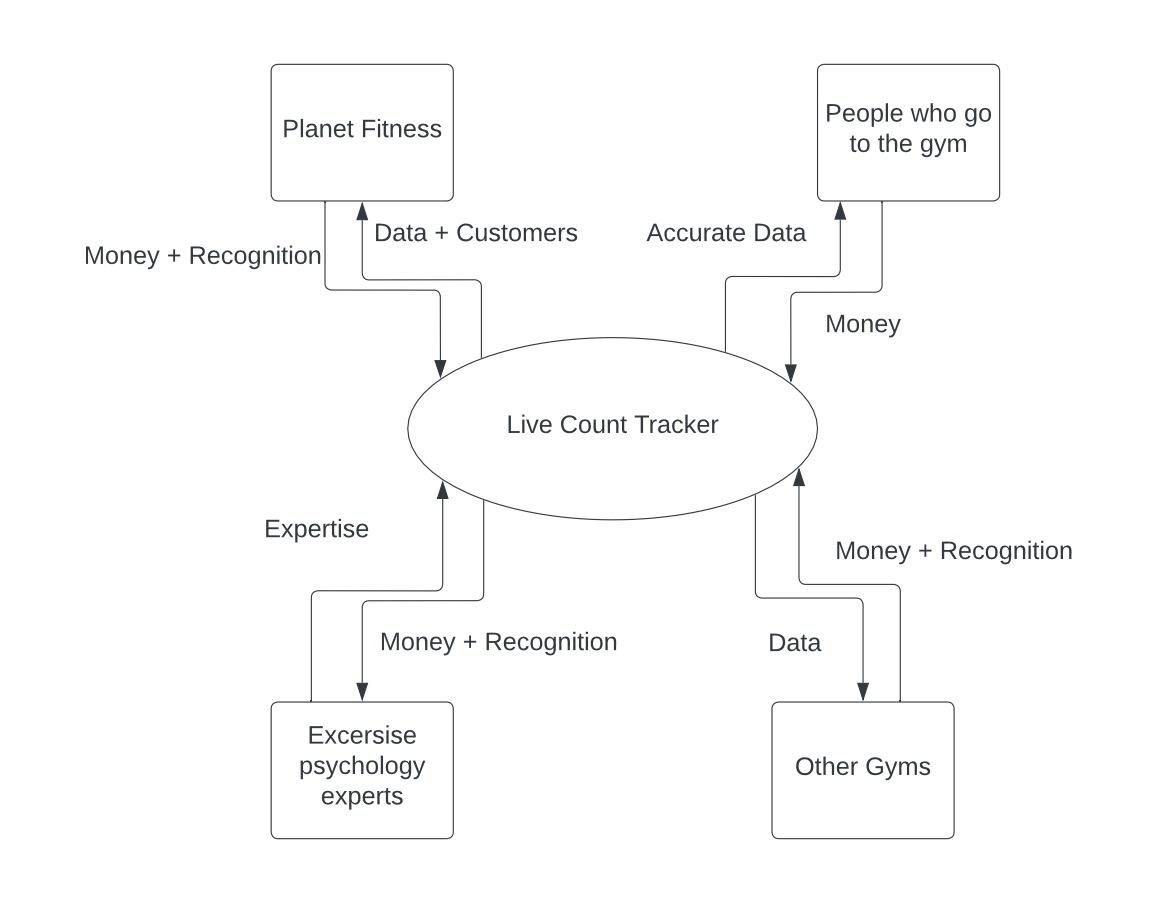 Planet Fitness
People who go
to the gym
Data + Customers
Accurate Data
Money + Recognition
Money
Live Count Tracker
Expertise
Money + Recognition
Money + Recognition
Data
Excersise
psychology
experts
Other Gyms